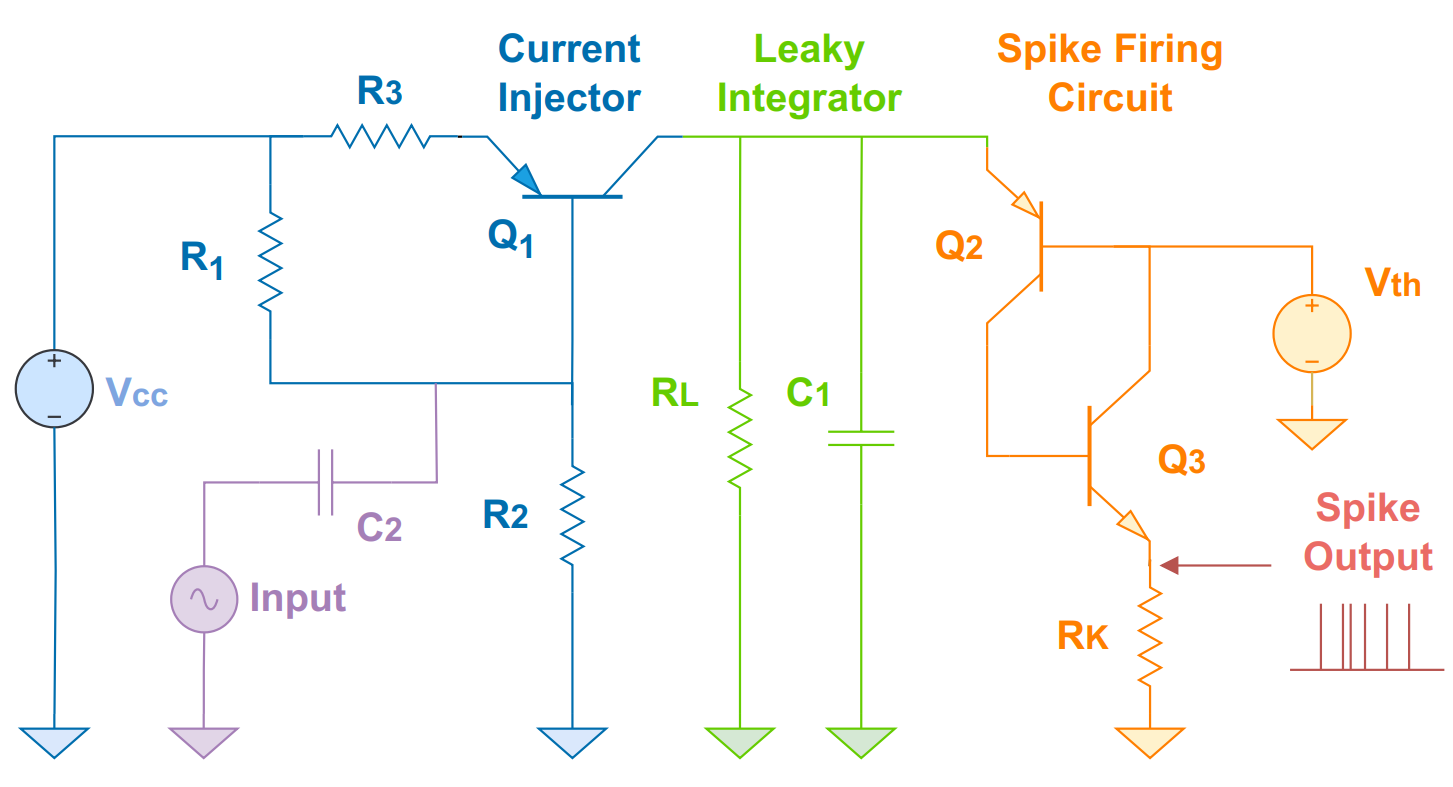 Current
Injector
Leaky
Integrator
Spike Firing
Circuit
R3
Q1
R1
Q2
Vth
+
−
+
Vcc
−
RL
C1
Q3
C2
R2
Spike
Output
Input
RK